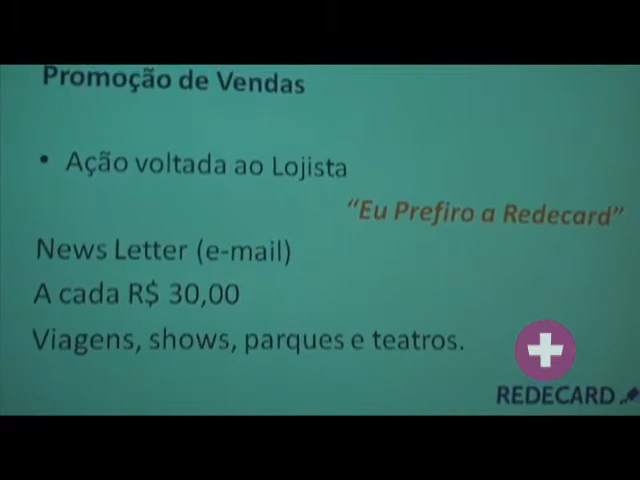 Promoção de Vendas
• Ação voltada ao Lojista
“Eu Prefiro a Redecard”
News Letter (e-mail)
A cada R$ 30,00
Viagens, shows, parques e teatros.
REDECARD